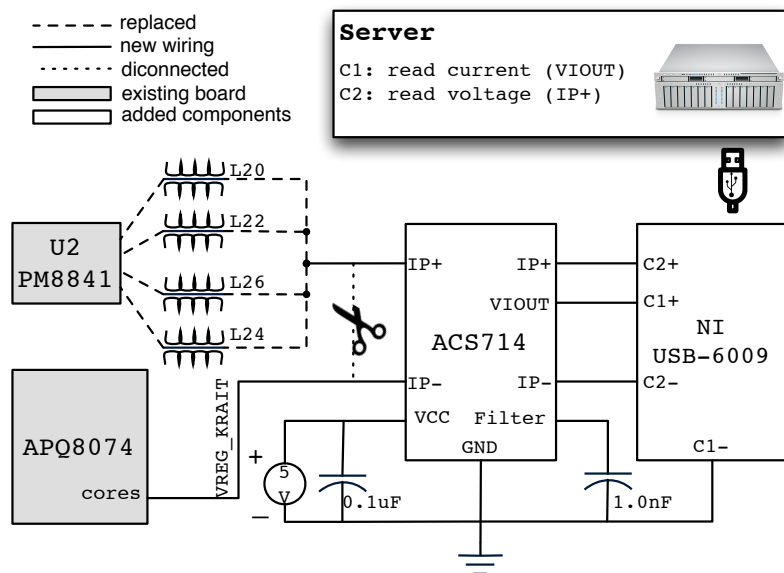 replaced
new wiring
diconnected
existing board
added components
Server
C1: read current (VIOUT)
C2: read voltage (IP+)
L20
L22
L26
L24
U2
PM8841
IP+
IP+
VIOUT
ACS714
IP-
IP-
VCC
Filter
GND
C2+
C1+
NI
USB-6009
C2-
C1-
APQ8074
cores
VREG_KRAIT
+
5
V
–
0.1uF
1.0nF